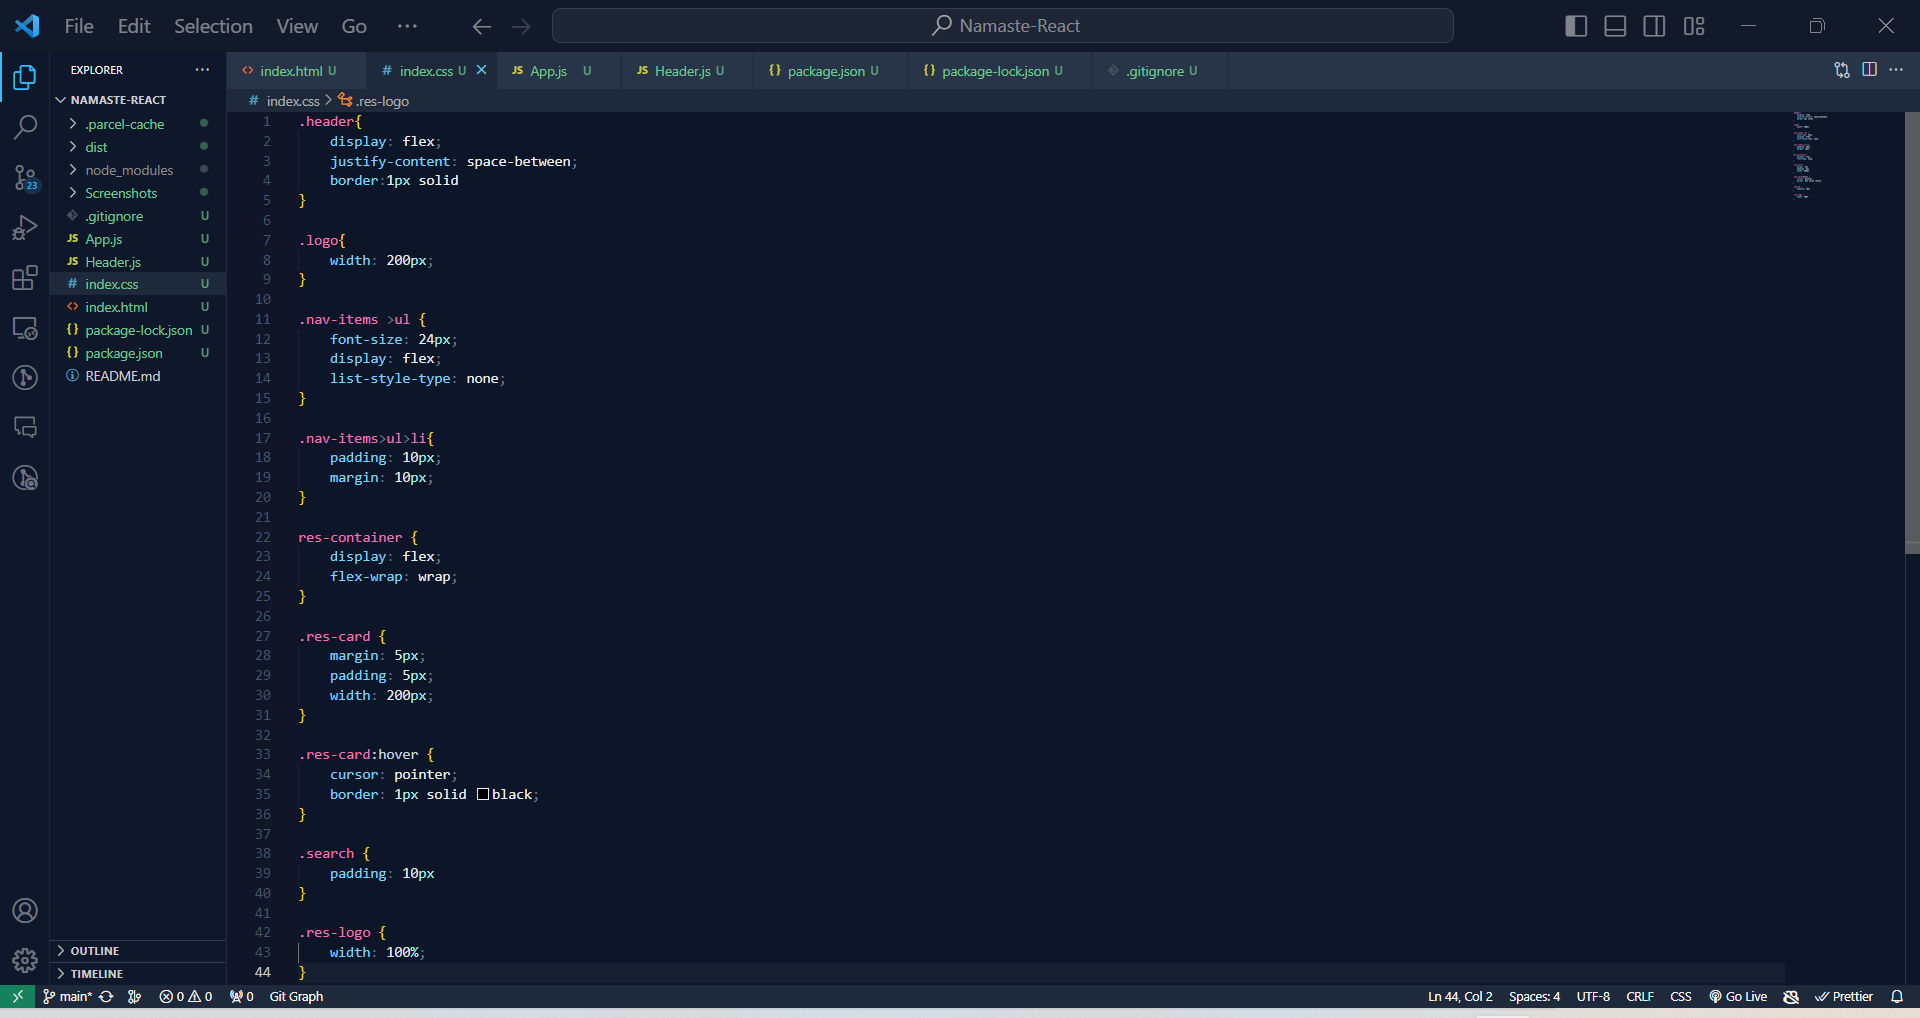 File Edit Selection View Go ···
Namaste-React
EXPLORER ···
NAMASTE-REACT
.parcel-cache
dist
node_modules
Screenshots
.gitignore U
JS App.js U
JS Header.js U
# index.css U
<> index.html U
{} package-lock.json U
{} package.json U
README.md
OUTLINE
TIMELINE
23
<> index.html U
# index.css U
JS App.js U
JS Header.js U
{} package.json U
{} package-lock.json U
.gitignore U
# index.css > .res-logo
1 .header{
2 display: flex;
3 justify-content: space-between;
4 border:1px solid
5 }
6
7 .logo{
8 width: 200px;
9 }
10
11 .nav-items >ul {
12 font-size: 24px;
13 display: flex;
14 list-style-type: none;
15 }
16
17 .nav-items>ul>li{
18 padding: 10px;
19 margin: 10px;
20 }
21
22 res-container {
23 display: flex;
24 flex-wrap: wrap;
25 }
26
27 .res-card {
28 margin: 5px;
29 padding: 5px;
30 width: 200px;
31 }
32
33 .res-card:hover {
34 cursor: pointer;
35 border: 1px solid black;
36 }
37
38 .search {
39 padding: 10px
40 }
41
42 .res-logo {
43 width: 100%;
44 }
main* 0 0 0 Git Graph Ln 44, Col 2 Spaces: 4 UTF-8 CRLF CSS Go Live Prettier